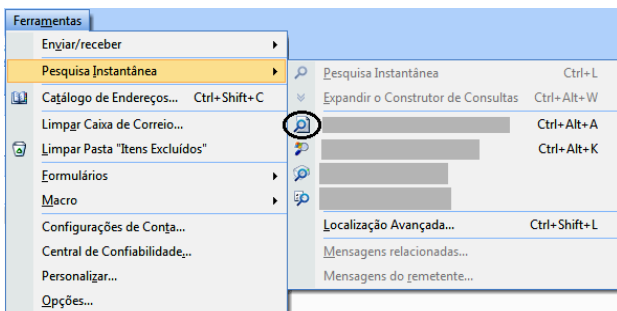 Ferramentas
Enviar/receber
Pesquisa Instantânea
Catálogo de Endereços... Ctrl+Shift+C
Limpar Caixa de Correio...
Limpar Pasta "Itens Excluídos"
Formulários
Macro
Configurações de Conta...
Central de Confiabilidade...
Personalizar...
Opções...
Pesquisa Instantânea Ctrl+L
Expandir o Construtor de Consultas Ctrl+Alt+W
Ctrl+Alt+A
Ctrl+Alt+K
Localização Avançada... Ctrl+Shift+L
Mensagens relacionadas...
Mensagens do remetente...